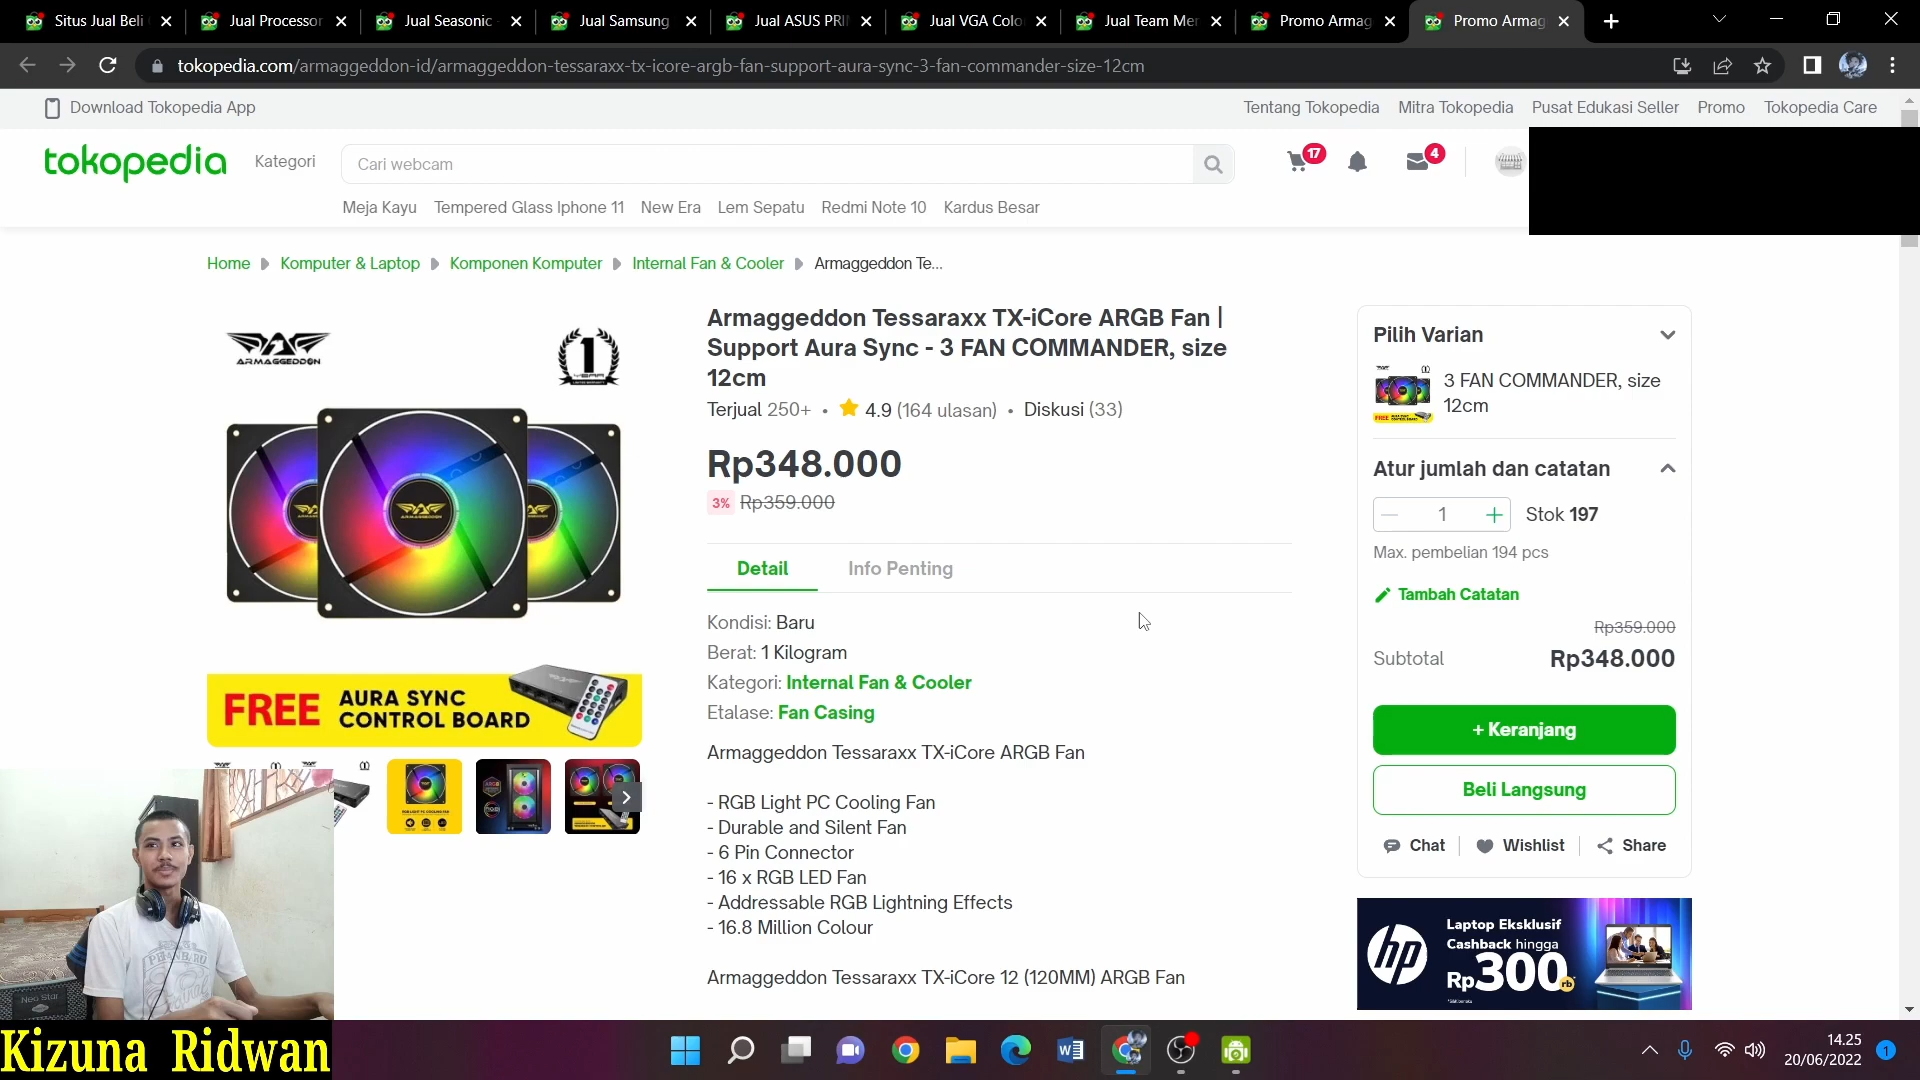 Situs Jual Beli
Jual Processor
Jual Seasonic
Jual Samsung
Jual ASUS PRI
Jual VGA Colo
Jual Team Mer
Promo Armag
Promo Armag
tokopedia.com/armaggeddon-id/armaggeddon-tessaraxx-tx-icore-argb-fan-support-aura-sync-3-fan-commander-size-12cm
Download Tokopedia App
Tentang Tokopedia
Mitra Tokopedia
Pusat Edukasi Seller
Promo
Tokopedia Care
tokopedia
Kategori
Cari webcam
17
4
Meja Kayu
Tempered Glass Iphone 11
New Era
Lem Sepatu
Redmi Note 10
Kardus Besar
Home
Komputer & Laptop
Komponen Komputer
Internal Fan & Cooler
Armaggeddon Te...
ARMAGGEDDON
1
Armaggeddon Tessaraxx TX-iCore ARGB Fan |
Support Aura Sync - 3 FAN COMMANDER, size
12cm
Terjual 250+ • 4.9 (164 ulasan) • Diskusi (33)
Rp348.000
3% Rp359.000
Detail
Info Penting
Kondisi: Baru
Berat: 1 Kilogram
Kategori: Internal Fan & Cooler
Etalase: Fan Casing
Armaggeddon Tessaraxx TX-iCore ARGB Fan
- RGB Light PC Cooling Fan
- Durable and Silent Fan
- 6 Pin Connector
- 16 x RGB LED Fan
- Addressable RGB Lightning Effects
- 16.8 Million Colour
Armaggeddon Tessaraxx TX-iCore 12 (120MM) ARGB Fan
FREE
AURA SYNC
CONTROL BOARD
Pilih Varian
3 FAN COMMANDER, size
12cm
Atur jumlah dan catatan
1
Stok 197
Max. pembelian 194 pcs
Tambah Catatan
Rp359.000
Subtotal
Rp348.000
+ Keranjang
Beli Langsung
Chat
Wishlist
Share
hp
Laptop Eksklusif
Cashback hingga
Rp300rb
Neo Star
PEKANBARU
Kizuna Ridwan
14.25
20/06/2022
1